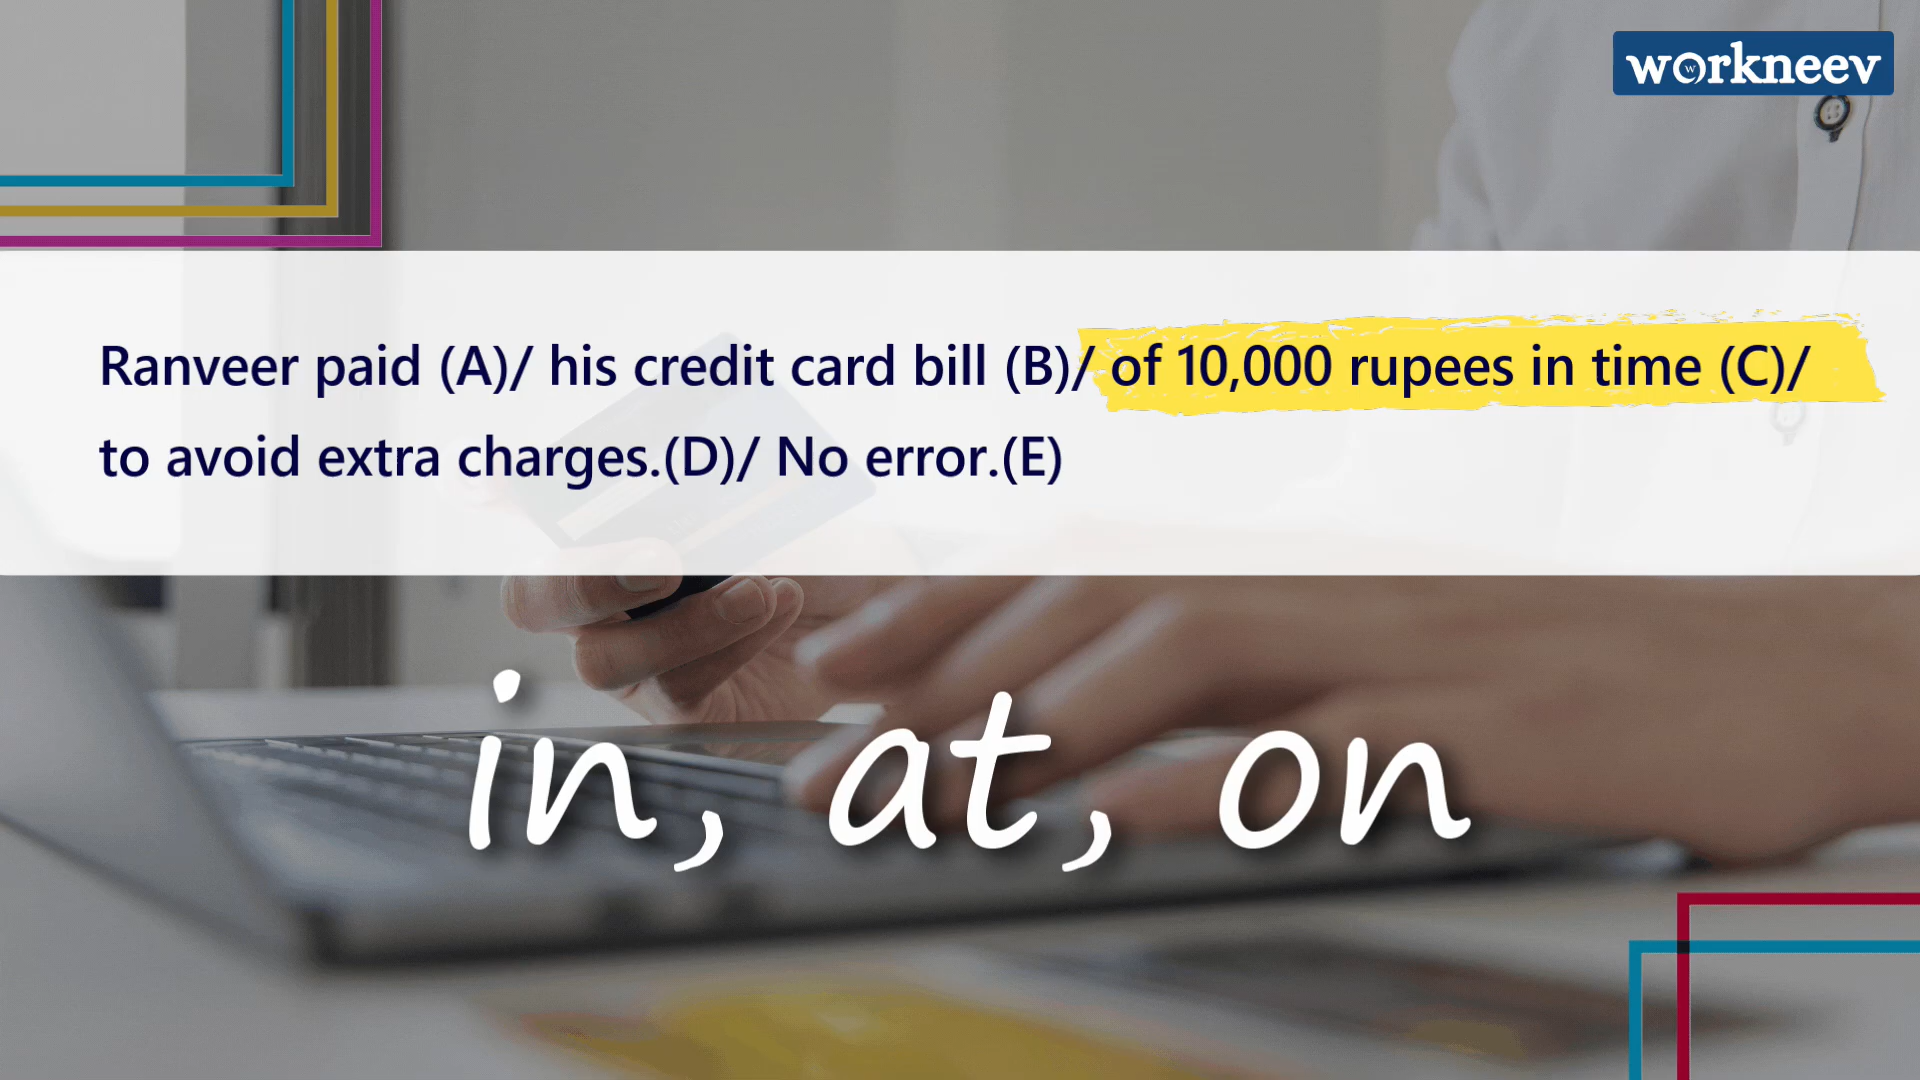 workneev
Ranveer paid (A)/ his credit card bill (B)/ of 10,000 rupees in time (C)/
to avoid extra charges.(D)/ No error.(E)
in, at, on